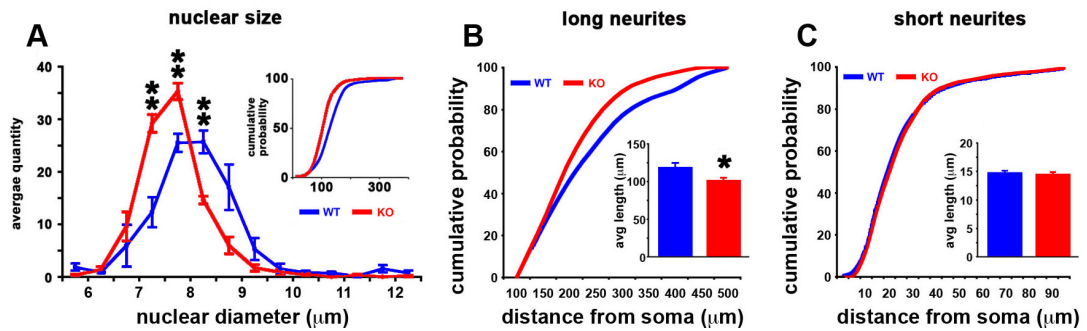 nuclear size
long neurites
short neurites
A
B
C
avergae quantity
40
30
20
10
0
6 7 8 9 10 11 12
nuclear diameter (μm)
**
**
**
cumulative
probability
100
50
0
100 200 300
WT KO
cumulative probability
100
80
60
40
20
0
WT KO
100 150 200 250 300 350 400 450 500
distance from soma (μm)
avg length (μm)
200
150
100
50
0
*
cumulative probability
100
80
60
40
20
0
WT KO
10 20 30 40 50 60 70 80 90
distance from soma (μm)
avg length (μm)
20
15
10
5
0